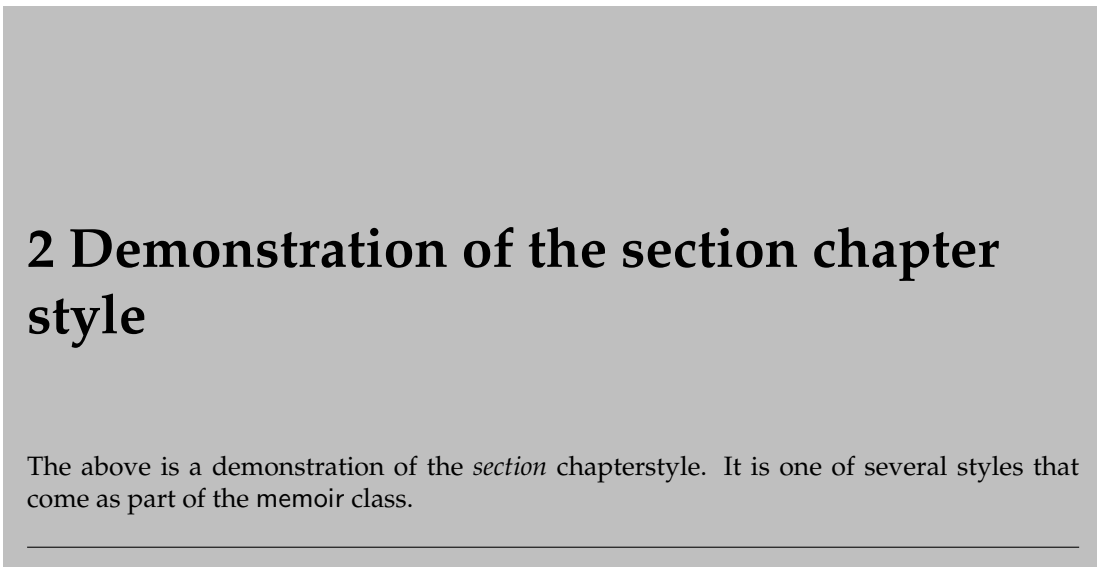 2 Demonstration of the section chapter
style
The above is a demonstration of the section chapterstyle. It is one of several styles that
come as part of the memoir class.